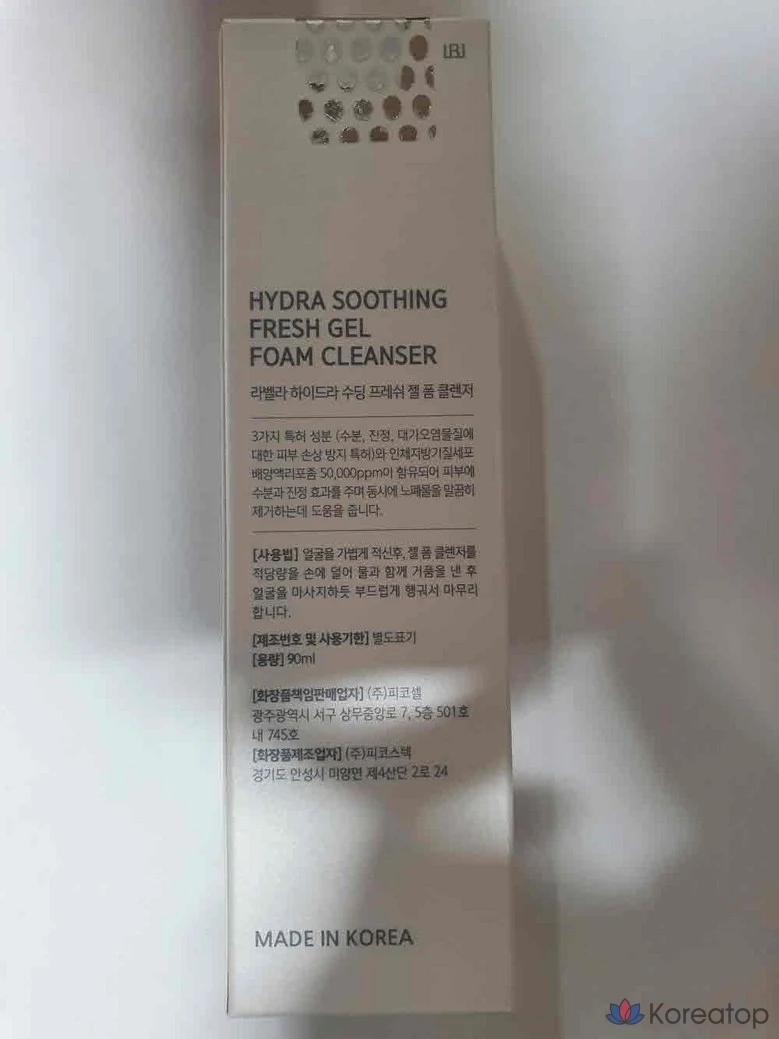 HYDRA SOOTHING
FRESH GEL
FOAM CLEANSER
라벨라 하이드라 수딩 프레쉬 젤 폼 클렌저
3가지 특허 성분 (수분, 진정, 대기오염물질에
대한 피부 손상 방지 특허)와 인체지방기질세포
배양액리포좀 50,000ppm이 함유되어 피부에
수분과 진정 효과를 주며 동시에 노폐물을 말끔히
제거하는데 도움을 줍니다.
[사용법] 얼굴을 가볍게 적신후, 젤 폼 클렌저를
적당량을 손에 덜어 물과 함께 거품을 낸 후
얼굴을 마사지하듯 부드럽게 헹궈서 마무리
합니다.
[제조번호 및 사용기한] 별도표기
[용량] 90ml
[화장품책임판매업자] (주)피코셀
광주광역시 서구 상무중앙로 7, 5층 501호
내 745호
[화장품제조업자] (주)피코스텍
경기도 안성시 미양면 제4산단 2로 24
MADE IN KOREA
Koreatop